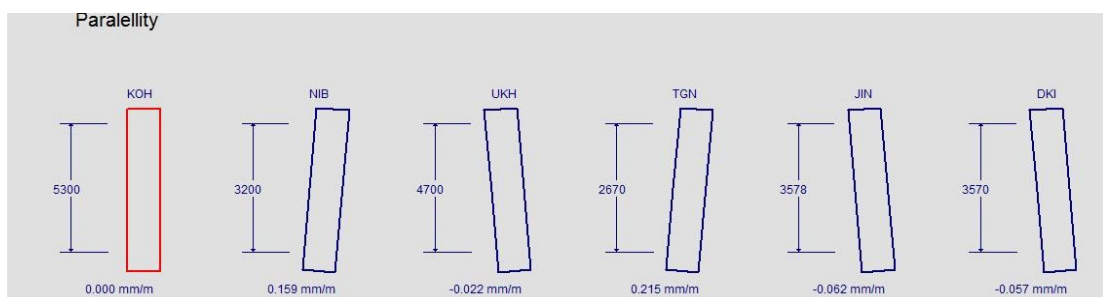 Paralellity
KOH NIB UKH TGN JIN DKI
5300 3200 4700 2670 3578 3570
0.000 mm/m 0.159 mm/m -0.022 mm/m 0.215 mm/m -0.062 mm/m -0.057 mm/m